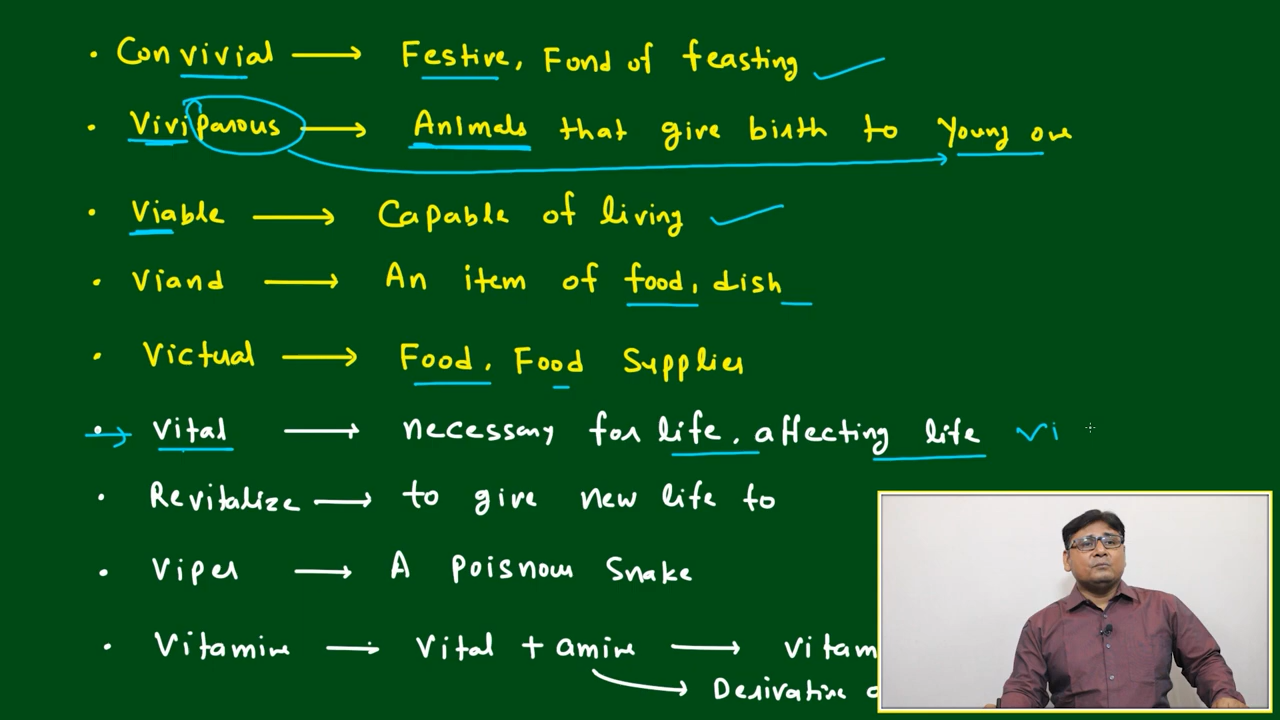 • Convivial → Festive, Fond of feasting ✓
• Viviparous → Animals that give birth to Young one
• Viable → Capable of living ✓
• Viand → An item of food, dish
• Victual → Food, Food Supplies
• Vital → necessary for life, affecting life vi
• Revitalize → to give new life to
• Viper → A poisnous Snake
• Vitamine → Vital + amine → vitam
Derivative